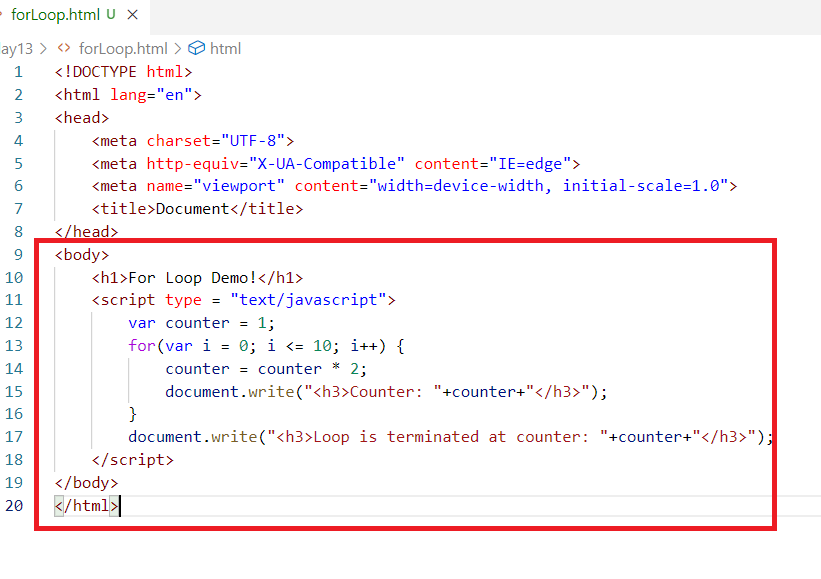 forLoop.html U
ay13 > <> forLoop.html > html
1 <!DOCTYPE html>
2 <html lang="en">
3 <head>
4 <meta charset="UTF-8">
5 <meta http-equiv="X-UA-Compatible" content="IE=edge">
6 <meta name="viewport" content="width=device-width, initial-scale=1.0">
7 <title>Document</title>
8 </head>
9 <body>
10 <h1>For Loop Demo!</h1>
11 <script type = "text/javascript">
12 var counter = 1;
13 for(var i = 0; i <= 10; i++) {
14 counter = counter * 2;
15 document.write("<h3>Counter: "+counter+"</h3>");
16 }
17 document.write("<h3>Loop is terminated at counter: "+counter+"</h3>");
18 </script>
19 </body>
20 </html>